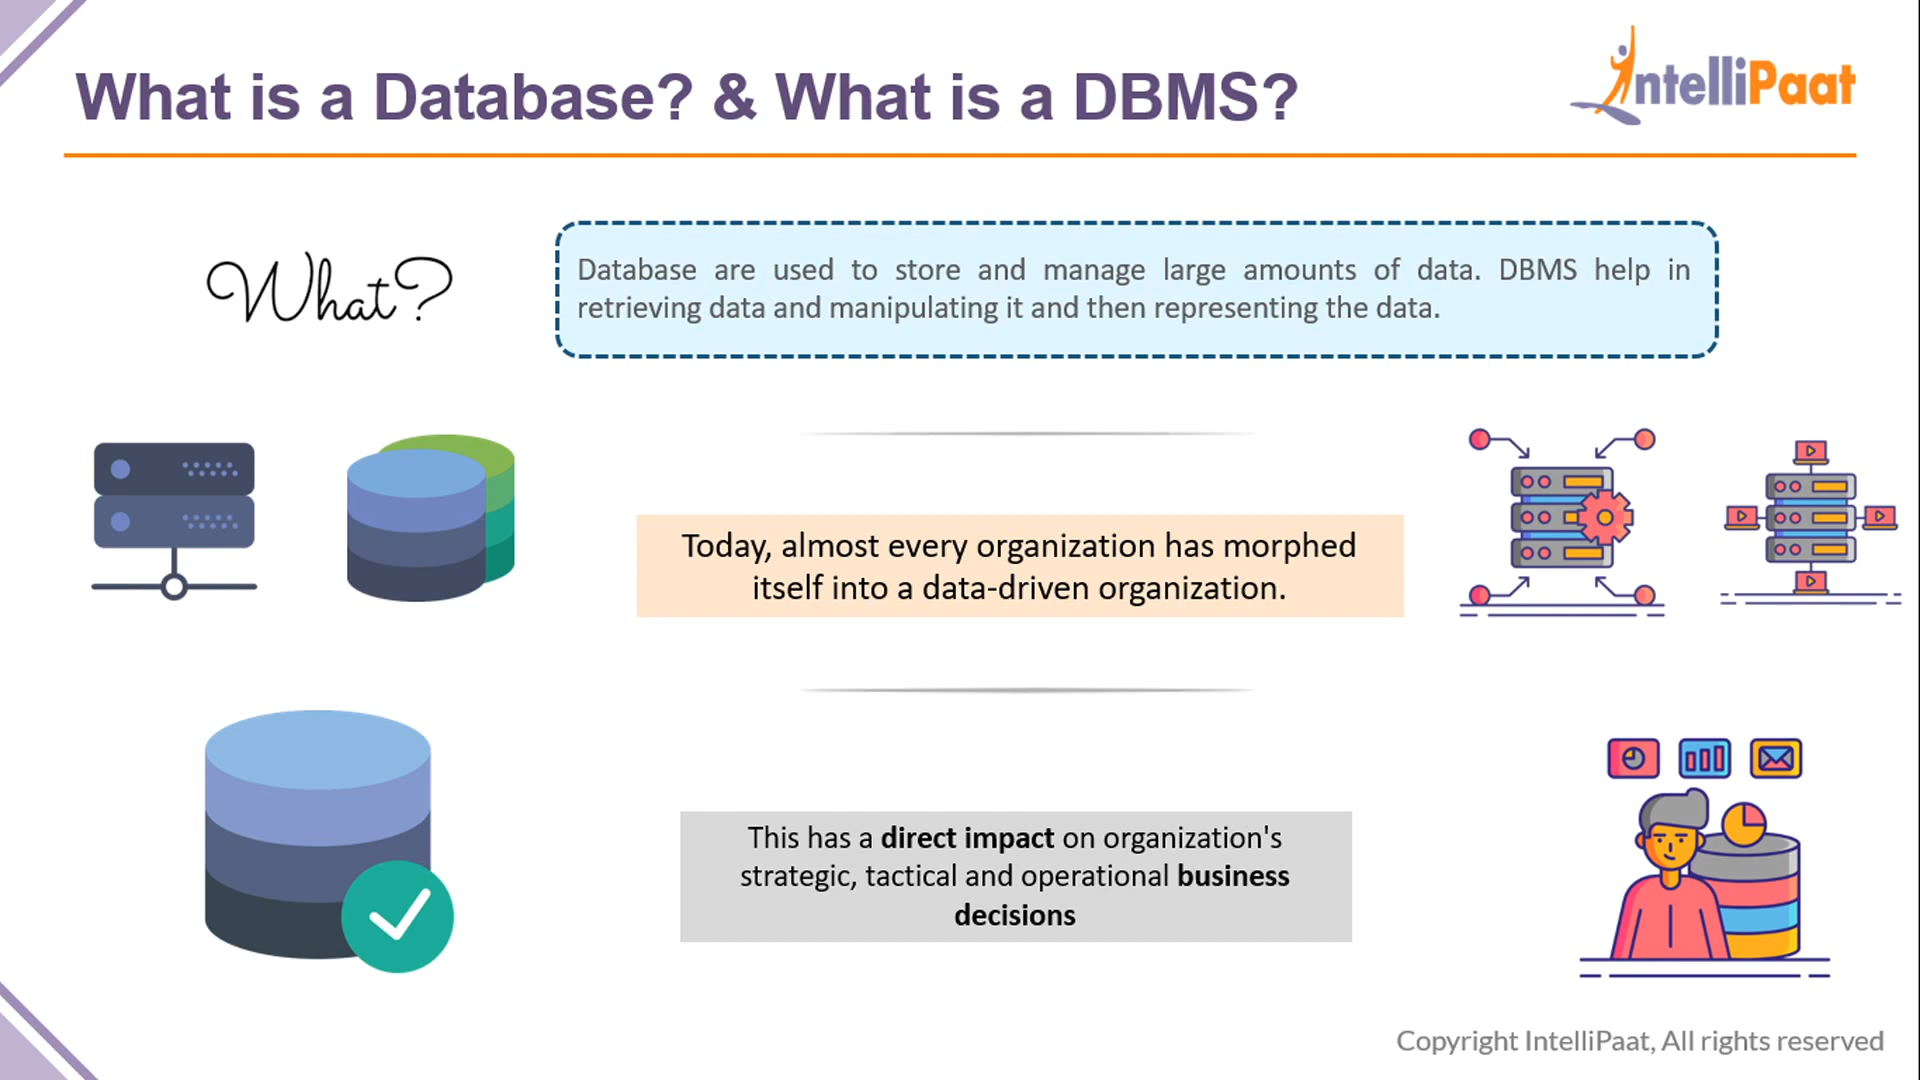 What is a Database? & What is a DBMS?
IntelliPaat
What?
Database are used to store and manage large amounts of data. DBMS help in
retrieving data and manipulating it and then representing the data.
Today, almost every organization has morphed
itself into a data-driven organization.
This has a direct impact on organization's
strategic, tactical and operational business
decisions
Copyright IntelliPaat, All rights reserved